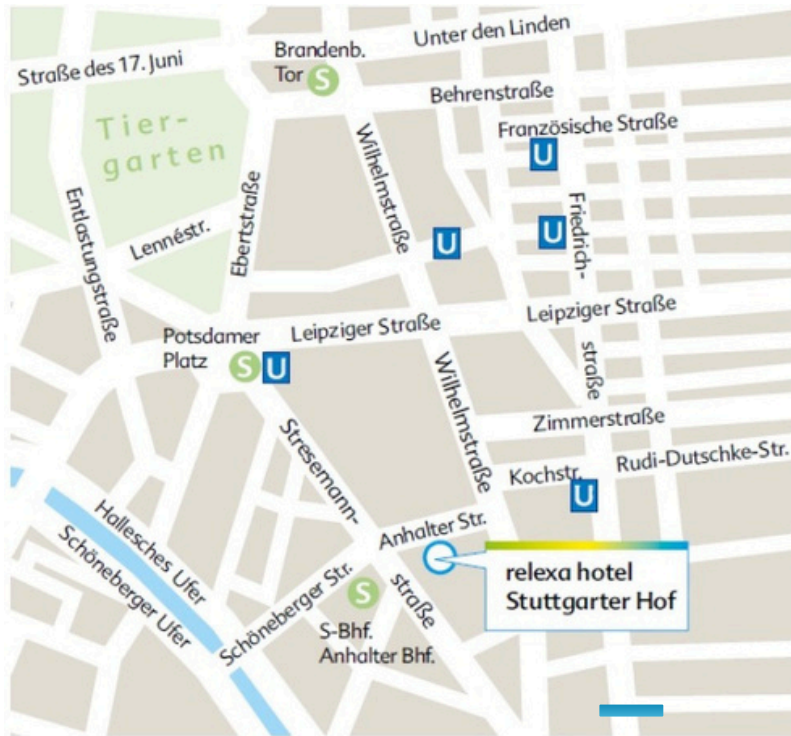 Unter den Linden
Straße des 17. Juni
Brandenb.
Tor
S
Behrenstraße
Tier-
garten
Französische Straße
U
Wilhelmstraße
Entlastungstraße
Lennéstr.
Ebertstraße
U
U
Friedrich-
straße
Leipziger Straße
Leipziger Straße
Potsdamer
Platz
S
U
Wilhelmstraße
Zimmerstraße
Stresemann-
straße
Kochstr.
Rudi-Dutschke-Str.
U
Anhalter Str.
Hallesches Ufer
Schöneberger Ufer
Schöneberger Str.
S
S-Bhf.
Anhalter Bhf.
relexa hotel
Stuttgarter Hof